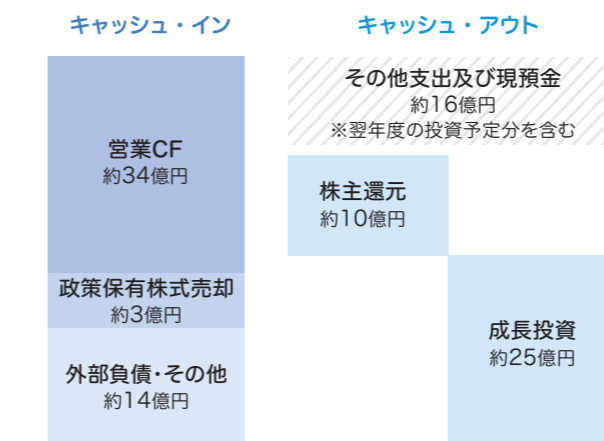 キャッシュ・イン
営業CF
約34億円
政策保有株式売却
約3億円
外部負債・その他
約14億円
キャッシュ・アウト
その他支出及び現預金
約16億円
※翌年度の投資予定分を含む
株主還元
約10億円
成長投資
約25億円